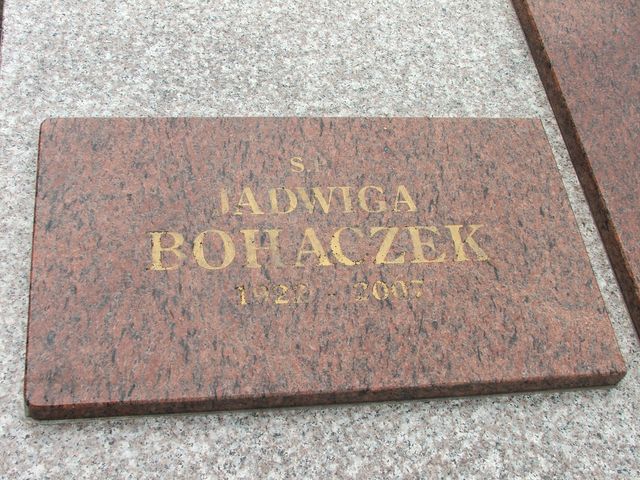 Ś.P.
JADWIGA
BOHACZEK
1922 - 2007